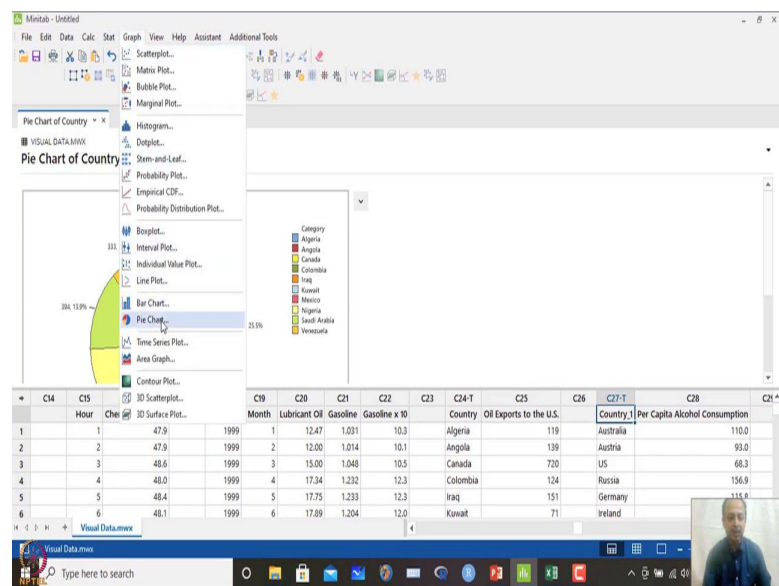 Minitab - Untitled
File Edit Data Calc Stat Graph View Help Assistant Additional Tools
Scatterplot...
Matrix Plot...
Bubble Plot...
Marginal Plot...
Histogram...
Dotplot...
Stem-and-Leaf...
Probability Plot...
Empirical CDF...
Probability Distribution Plot...
Boxplot...
Interval Plot...
Individual Value Plot...
Line Plot...
Bar Chart...
Pie Chart...
Time Series Plot...
Area Graph...
Contour Plot...
3D Scatterplot...
3D Surface Plot...
Pie Chart of Country
VISUAL DATA.MWX
Pie Chart of Country
333,
394, 13.9%
25.5%
Category
Algeria
Angola
Canada
Colombia
Iraq
Kuwait
Mexico
Nigeria
Saudi Arabia
Venezuela
C14 C15 C19 C20 C21 C22 C23 C24-T C25 C26 C27-T C28
Hour Month Lubricant Oil Gasoline Gasoline x 10 Country Oil Exports to the U.S. Country_1 Per Capita Alcohol Consumption
1 1 47.9 1999 1 12.47 1.031 10.3 Algeria 119 Australia 110.0
2 2 47.9 1999 2 12.00 1.014 10.1 Angola 139 Austria 93.0
3 3 48.6 1999 3 15.00 1.048 10.5 Canada 720 US 68.3
4 4 48.0 1999 4 17.34 1.232 12.3 Colombia 124 Russia 156.9
5 5 48.4 1999 5 17.75 1.233 12.3 Iraq 151 Germany 115.8
6 6 48.1 1999 6 17.89 1.204 12.0 Kuwait 71 Ireland
Visual Data.mwx
Visual Data.mwx
Type here to search
NPTEL